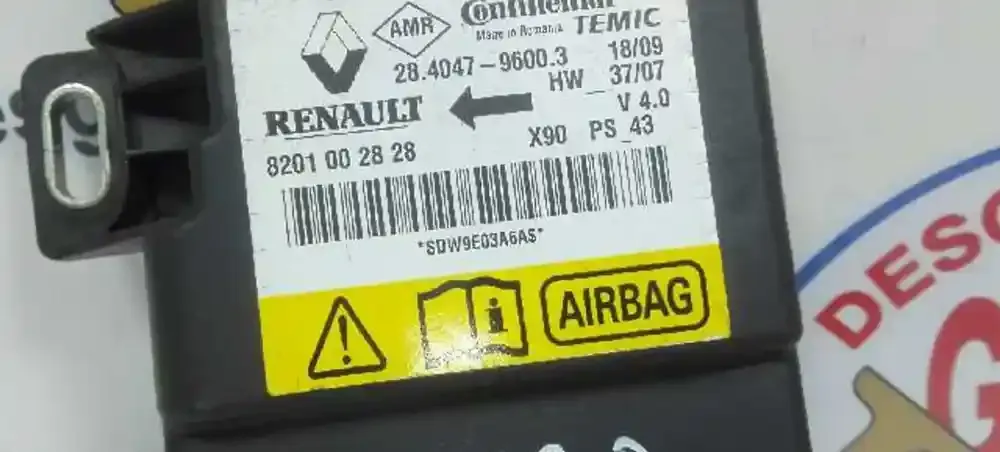 AMR Continental
Made in Romania TEMIC
28.4047-9600.3 18/09
HW 37/07
RENAULT V 4.0
8201 00 28 28 X90 PS 43
*SDW9E03A6AS*
! i AIRBAG
DESC
G